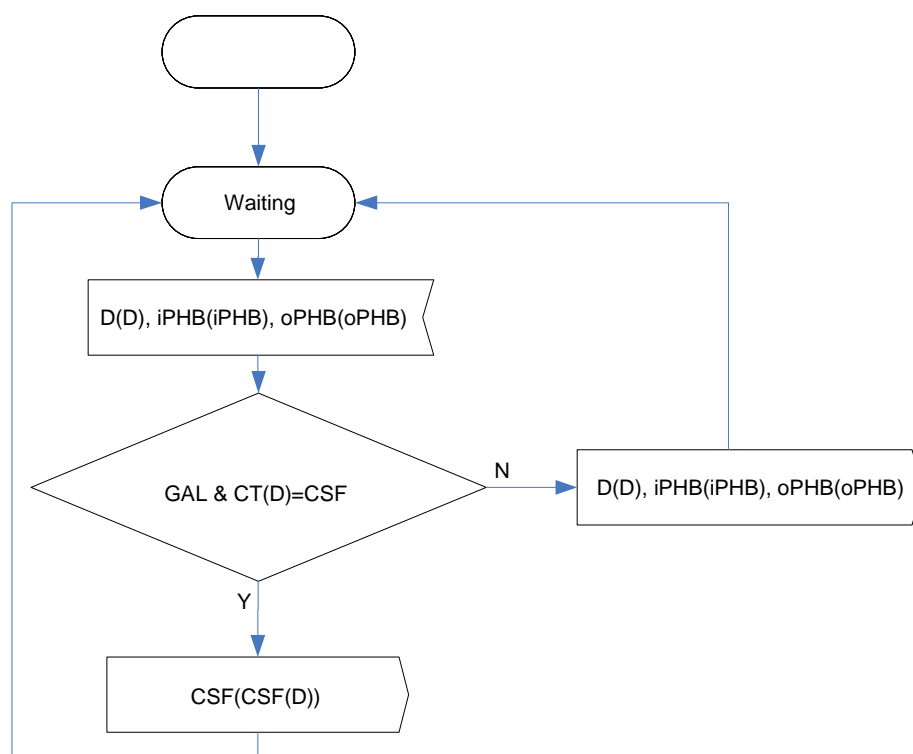 Waiting
D(D), iPHB(iPHB), oPHB(oPHB)
GAL & CT(D)=CSF
N
D(D), iPHB(iPHB), oPHB(oPHB)
Y
CSF(CSF(D))